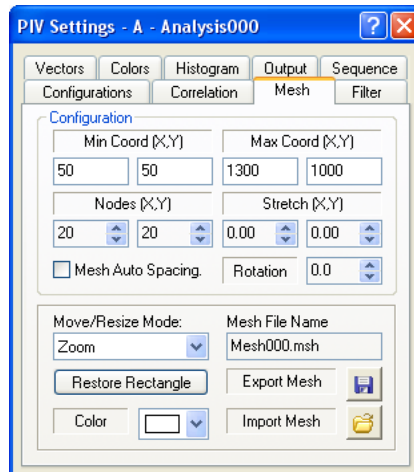 PIV Settings - A - Analysis000
Vectors Colors Histogram Output Sequence
Configurations Correlation Mesh Filter
Configuration
Min Coord (X,Y) Max Coord (X,Y)
50 50 1300 1000
Nodes (X,Y) Stretch (X,Y)
20 20 0.00 0.00
Mesh Auto Spacing. Rotation 0.0
Move/Resize Mode: Mesh File Name
Zoom Mesh000.msh
Restore Rectangle Export Mesh
Color Import Mesh